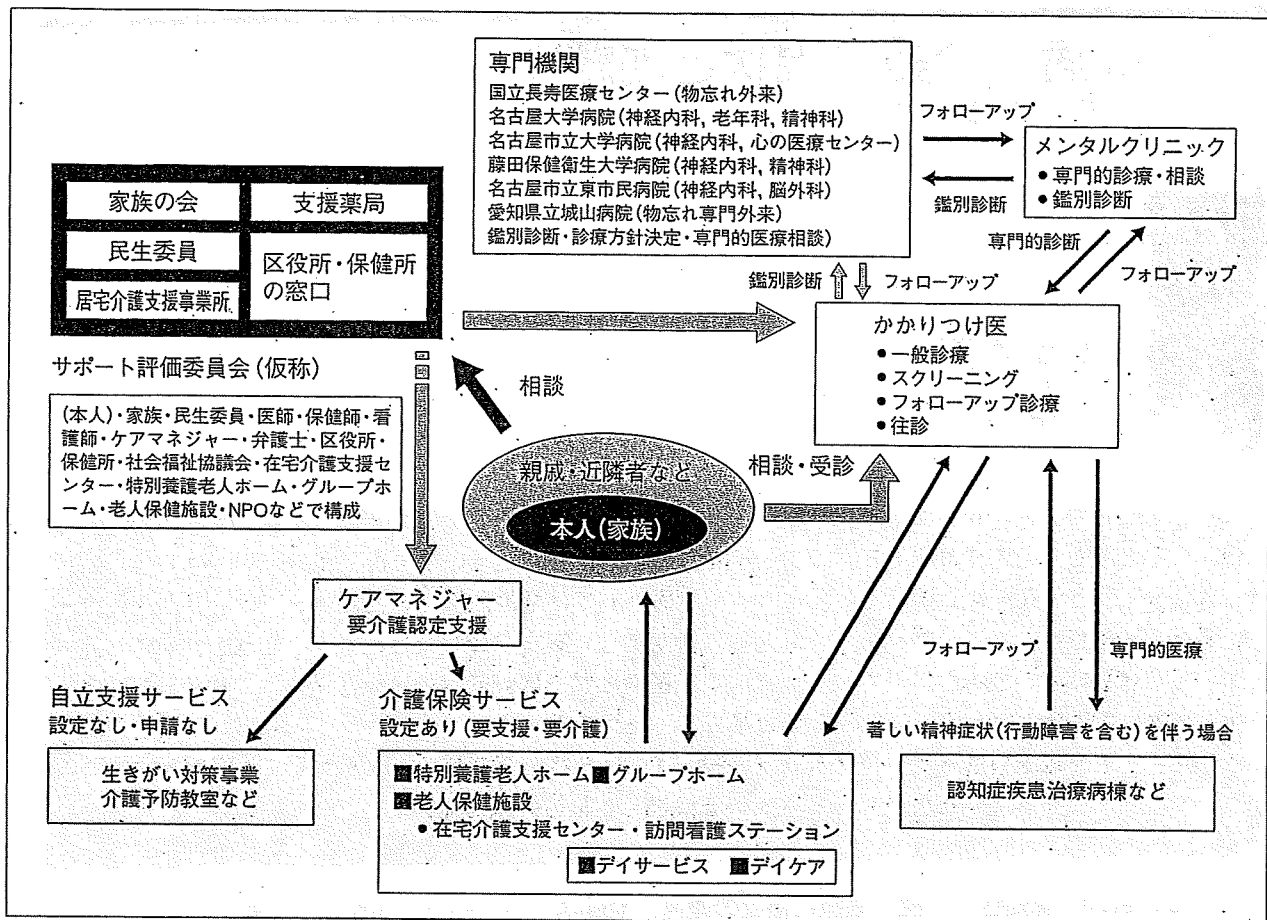 専門機関
国立長寿医療センター(物忘れ外来)
名古屋大学病院(神経内科, 老年科, 精神科)
名古屋市立大学病院(神経内科, 心の医療センター)
藤田保健衛生大学病院(神経内科, 精神科)
名古屋市立東市民病院(神経内科, 脳外科)
愛知県立城山病院(物忘れ専門外来)
鑑別診断・診療方針決定・専門的医療相談)
フォローアップ
鑑別診断
メンタルクリニック
●専門的診療・相談
●鑑別診断
専門的診断
フォローアップ
鑑別診断
フォローアップ
家族の会
支援薬局
民生委員
区役所・保健所
の窓口
居宅介護支援事業所
かかりつけ医
●一般診療
●スクリーニング
●フォローアップ診療
●往診
サポート評価委員会(仮称)
(本人)・家族・民生委員・医師・保健師・看
護師・ケアマネジャー・弁護士・区役所・
保健所・社会福祉協議会・在宅介護支援セ
ンター・特別養護老人ホーム・グループホ
ーム・老人保健施設・NPOなどで構成
相談
親戚・近隣者など
本人(家族)
相談・受診
ケアマネジャー
要介護認定支援
フォローアップ
専門的医療
自立支援サービス
設定なし・申請なし
生きがい対策事業
介護予防教室など
介護保険サービス
設定あり(要支援・要介護)
■特別養護老人ホーム■グループホーム
■老人保健施設
●在宅介護支援センター・訪問看護ステーション
■デイサービス ■デイケア
著しい精神症状(行動障害を含む)を伴う場合
認知症疾患治療病棟など